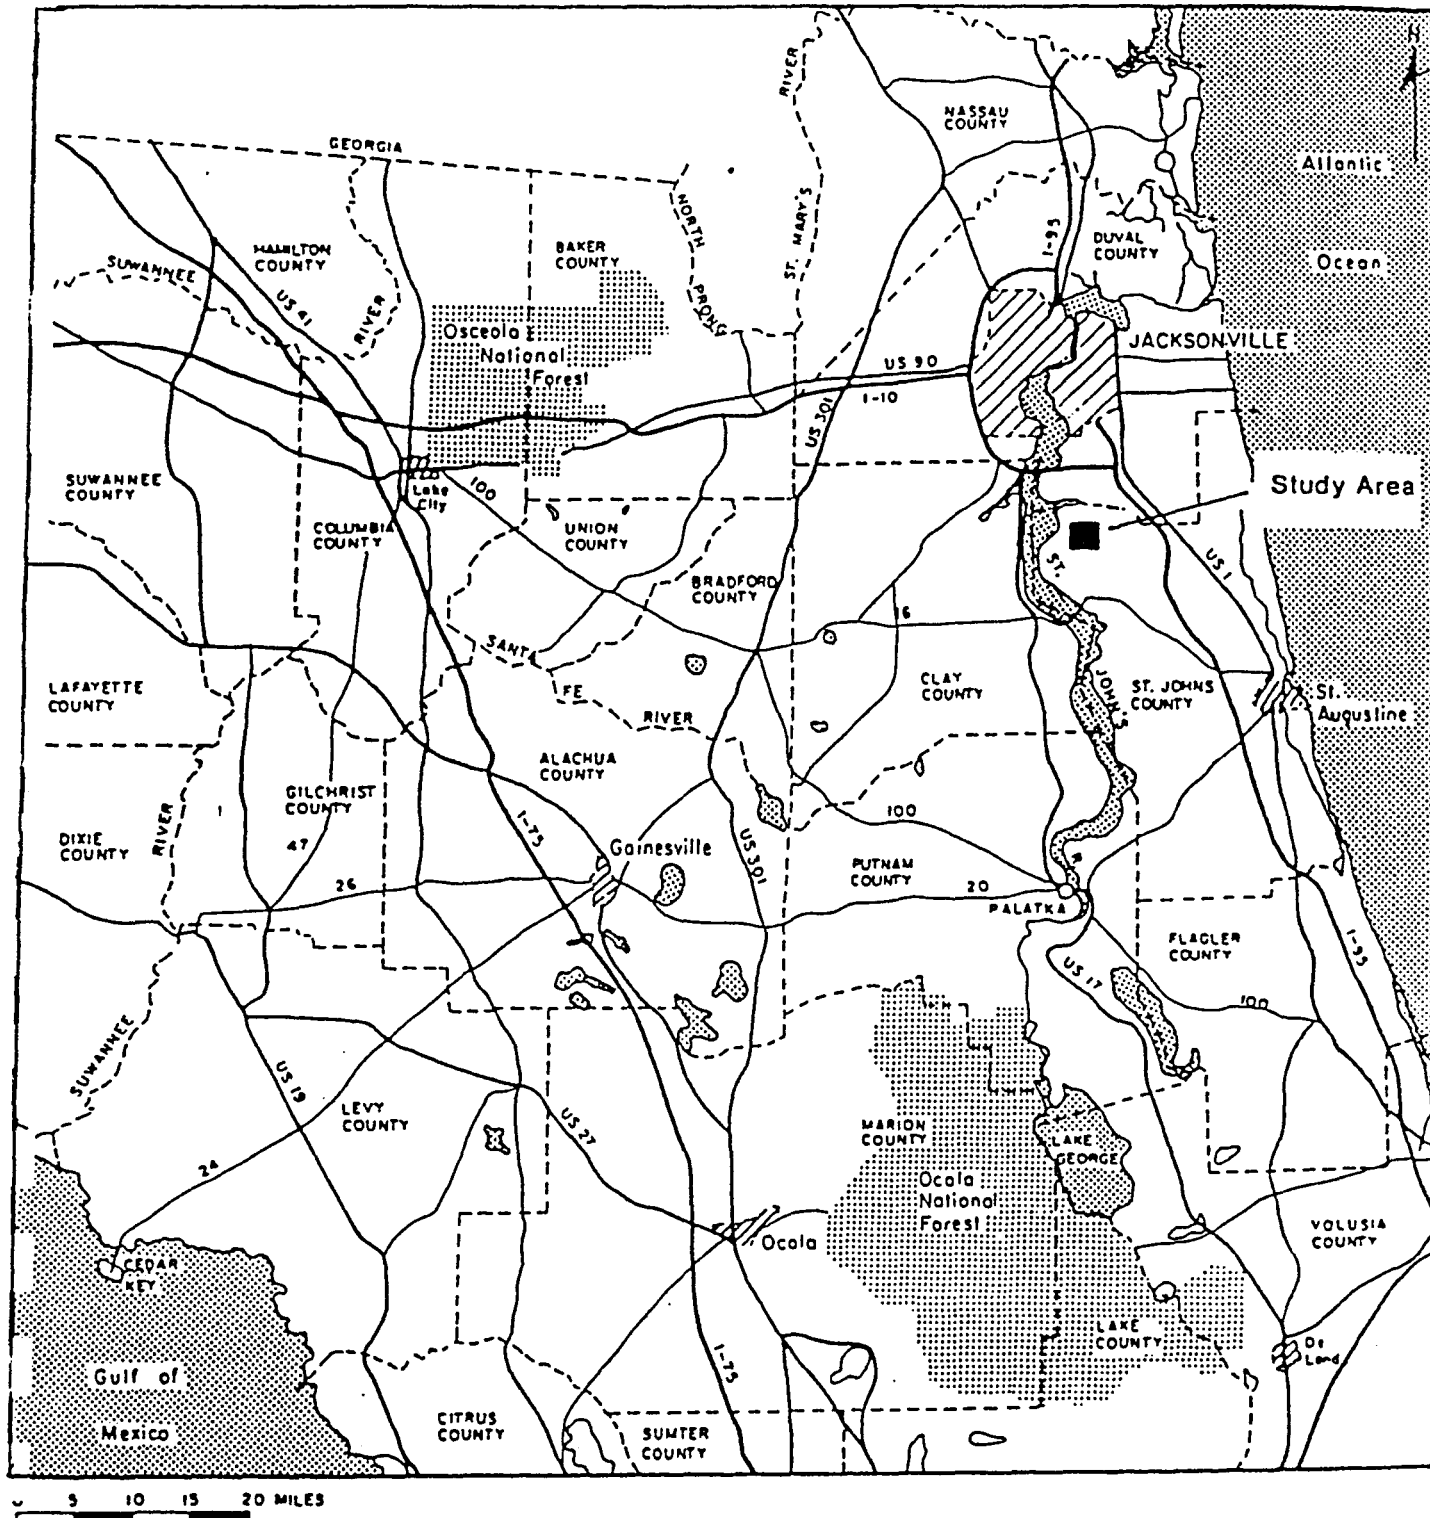 N
NASSAU
COUNTY
RIVER
ST. MARY'S
GEORGIA
Atlantic
Ocean
NORTH
PRONG
I-95
DUVAL
COUNTY
HAMILTON
COUNTY
BAKER
COUNTY
SUWANNEE
RIVER
US 41
Osceola
National
Forest
JACKSONVILLE
US 90
I-10
US 301
SUWANNEE
COUNTY
Lake
City
100
Study Area
COLUMBIA
COUNTY
UNION
COUNTY
US 1
ST.
BRADFORD
COUNTY
16
SANTA
FE
RIVER
LAFAYETTE
COUNTY
CLAY
COUNTY
JOHNS
ST. JOHNS
COUNTY
St.
Augustine
ALACHUA
COUNTY
GILCHRIST
COUNTY
RIVER
1
47
DIXIE
COUNTY
I-75
Gainesville
US 301
100
PUTNAM
COUNTY
R.
26
20
PALATKA
FLAGLER
COUNTY
I-95
US 17
100
SUWANNEE
US 19
LEVY
COUNTY
US 27
MARION
COUNTY
LAKE
GEORGE
24
Ocala
National
Forest
VOLUSIA
COUNTY
Ocala
CEDAR
KEY
LAKE
COUNTY
De
Land
I-75
Gulf of
Mexico
CITRUS
COUNTY
SUMTER
COUNTY
5 10 15 20 MILES